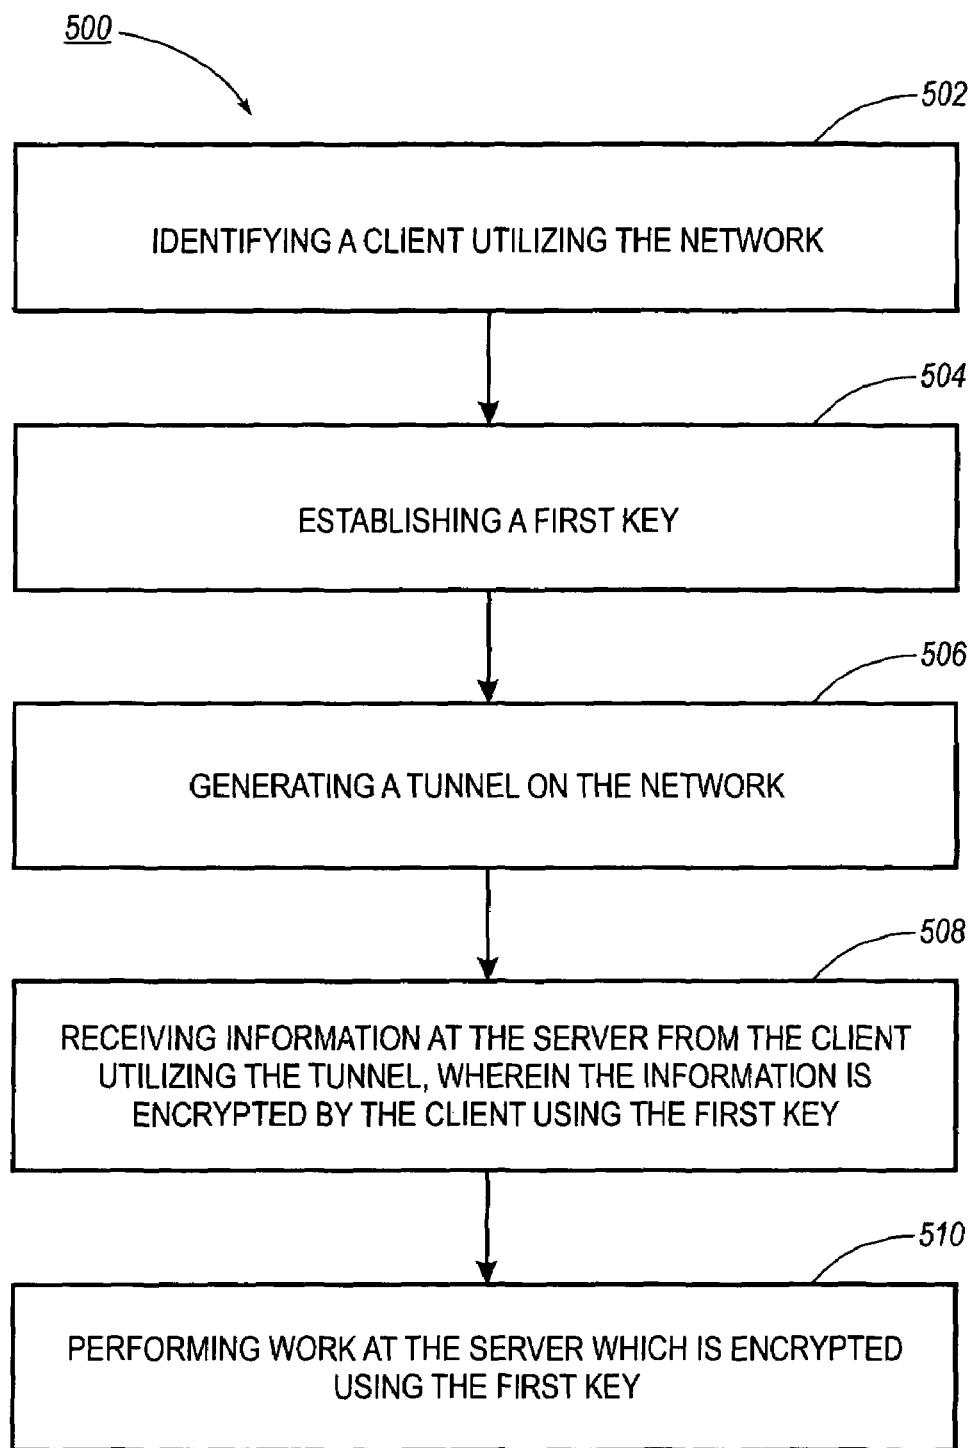 500
502
IDENTIFYING A CLIENT UTILIZING THE NETWORK
504
ESTABLISHING A FIRST KEY
506
GENERATING A TUNNEL ON THE NETWORK
508
RECEIVING INFORMATION AT THE SERVER FROM THE CLIENT
UTILIZING THE TUNNEL, WHEREIN THE INFORMATION IS
ENCRYPTED BY THE CLIENT USING THE FIRST KEY
510
PERFORMING WORK AT THE SERVER WHICH IS ENCRYPTED
USING THE FIRST KEY